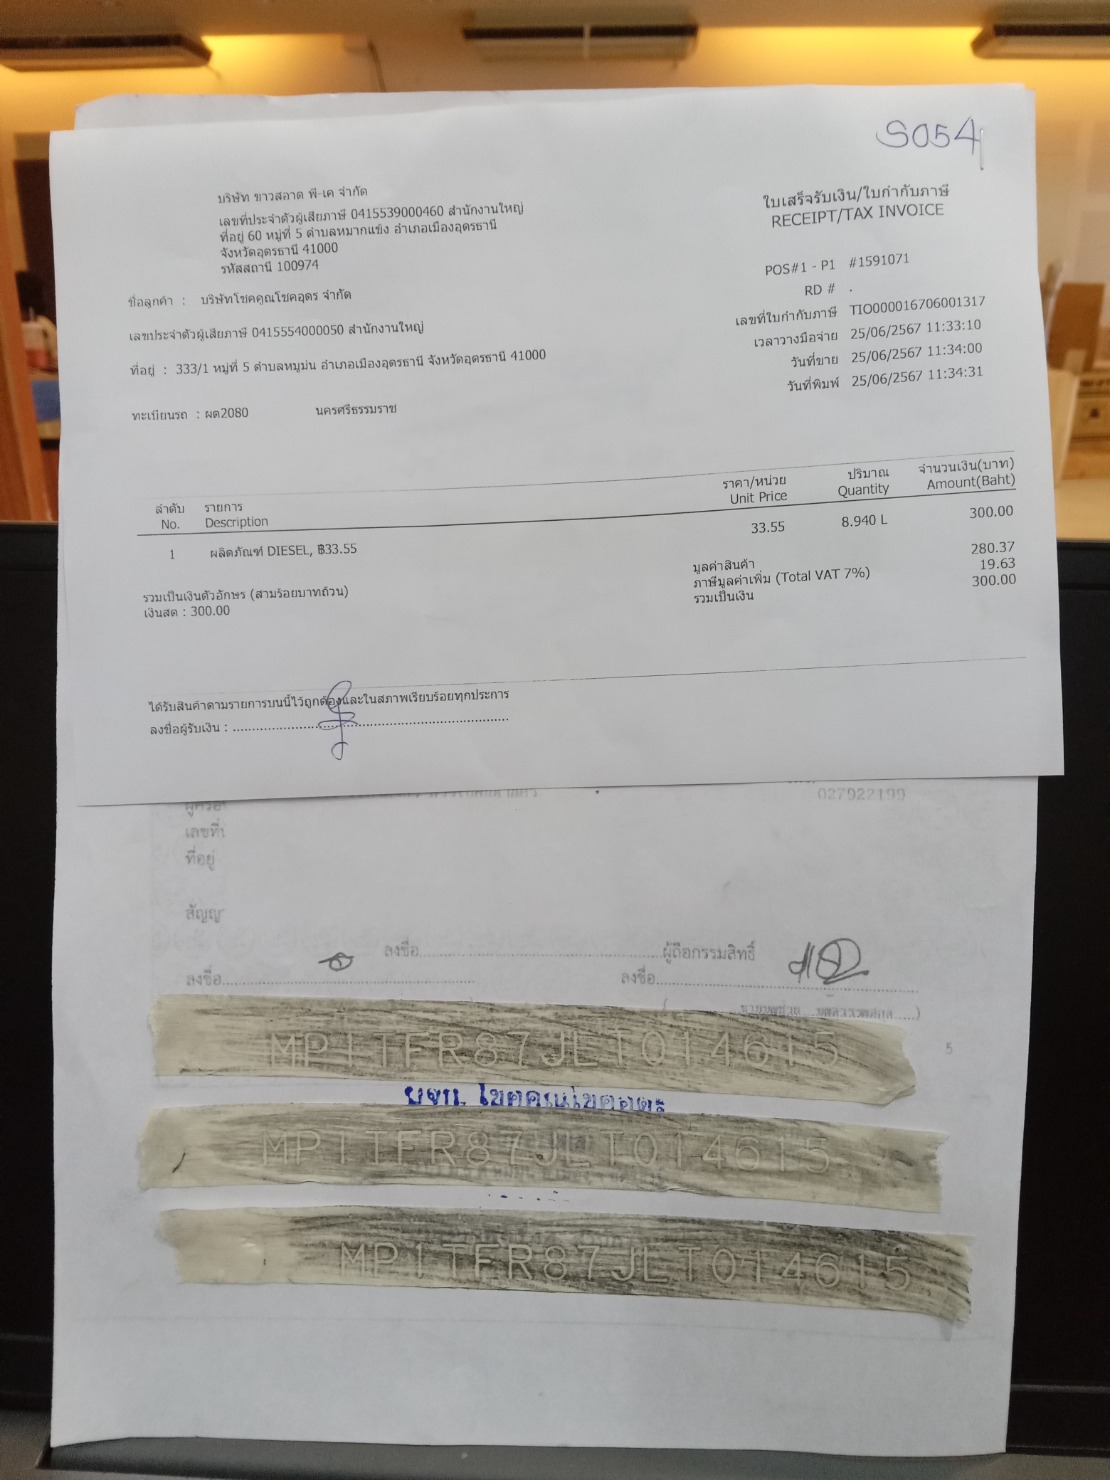 S054
บริษัท ขาวสอาด พี-เค จำกัด
เลขที่ประจำตัวผู้เสียภาษี 0415539000460 สำนักงานใหญ่
ที่อยู่ 60 หมู่ที่ 5 ตำบลหมากแข้ง อำเภอเมืองอุดรธานี
จังหวัดอุดรธานี 41000
รหัสสถานี 100974
ใบเสร็จรับเงิน/ใบกำกับภาษี
RECEIPT/TAX INVOICE
POS#1 - P1 #1591071
RD # .
เลขที่ใบกำกับภาษี TIO000016706001317
เวลาวางมือจ่าย 25/06/2567 11:33:10
วันที่ขาย 25/06/2567 11:34:00
วันที่พิมพ์ 25/06/2567 11:34:31
ชื่อลูกค้า : บริษัทโชคคูณโชคอุดร จำกัด
เลขประจำตัวผู้เสียภาษี 0415554000050 สำนักงานใหญ่
ที่อยู่ : 333/1 หมู่ที่ 5 ตำบลหมูม่น อำเภอเมืองอุดรธานี จังหวัดอุดรธานี 41000
ทะเบียนรถ : ผต2080 นครศรีธรรมราช
ลำดับ รายการ ราคา/หน่วย ปริมาณ จำนวนเงิน(บาท)
No. Description Unit Price Quantity Amount(Baht)
1 ผลิตภัณฑ์ DIESEL, ฿33.55 33.55 8.940 L 300.00
มูลค่าสินค้า 280.37
ภาษีมูลค่าเพิ่ม (Total VAT 7%) 19.63
รวมเป็นเงิน 300.00
รวมเป็นเงินตัวอักษร (สามร้อยบาทถ้วน)
เงินสด : 300.00
ได้รับสินค้าตามรายการบนนี้ไว้ถูกต้องและในสภาพเรียบร้อยทุกประการ
ลงชื่อผู้รับเงิน :
027922199
เลขที่
ที่อยู่
สัญญ
ลงชื่อ ผู้ถือกรรมสิทธิ์
ลงชื่อ ลงชื่อ
MP1TFR87JLT014615
5
บจก. โชคคูณโชคอุดร
MP1TFR87JLT014615
MP1TFR87JLT014615